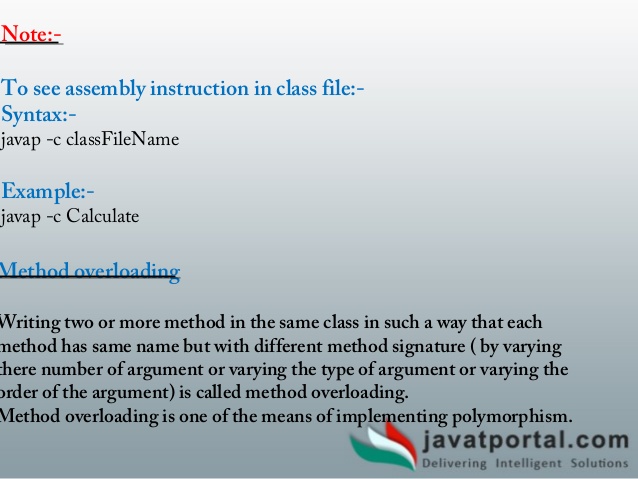 Note:-
To see assembly instruction in class file:-
Syntax:-
javap -c classFileName
Example:-
javap -c Calculate
Method overloading
Writing two or more method in the same class in such a way that each
method has same name but with different method signature ( by varying
there number of argument or varying the type of argument or varying the
order of the argument) is called method overloading.
Method overloading is one of the means of implementing polymorphism.
javatportal.com
Delivering Intelligent Solutions